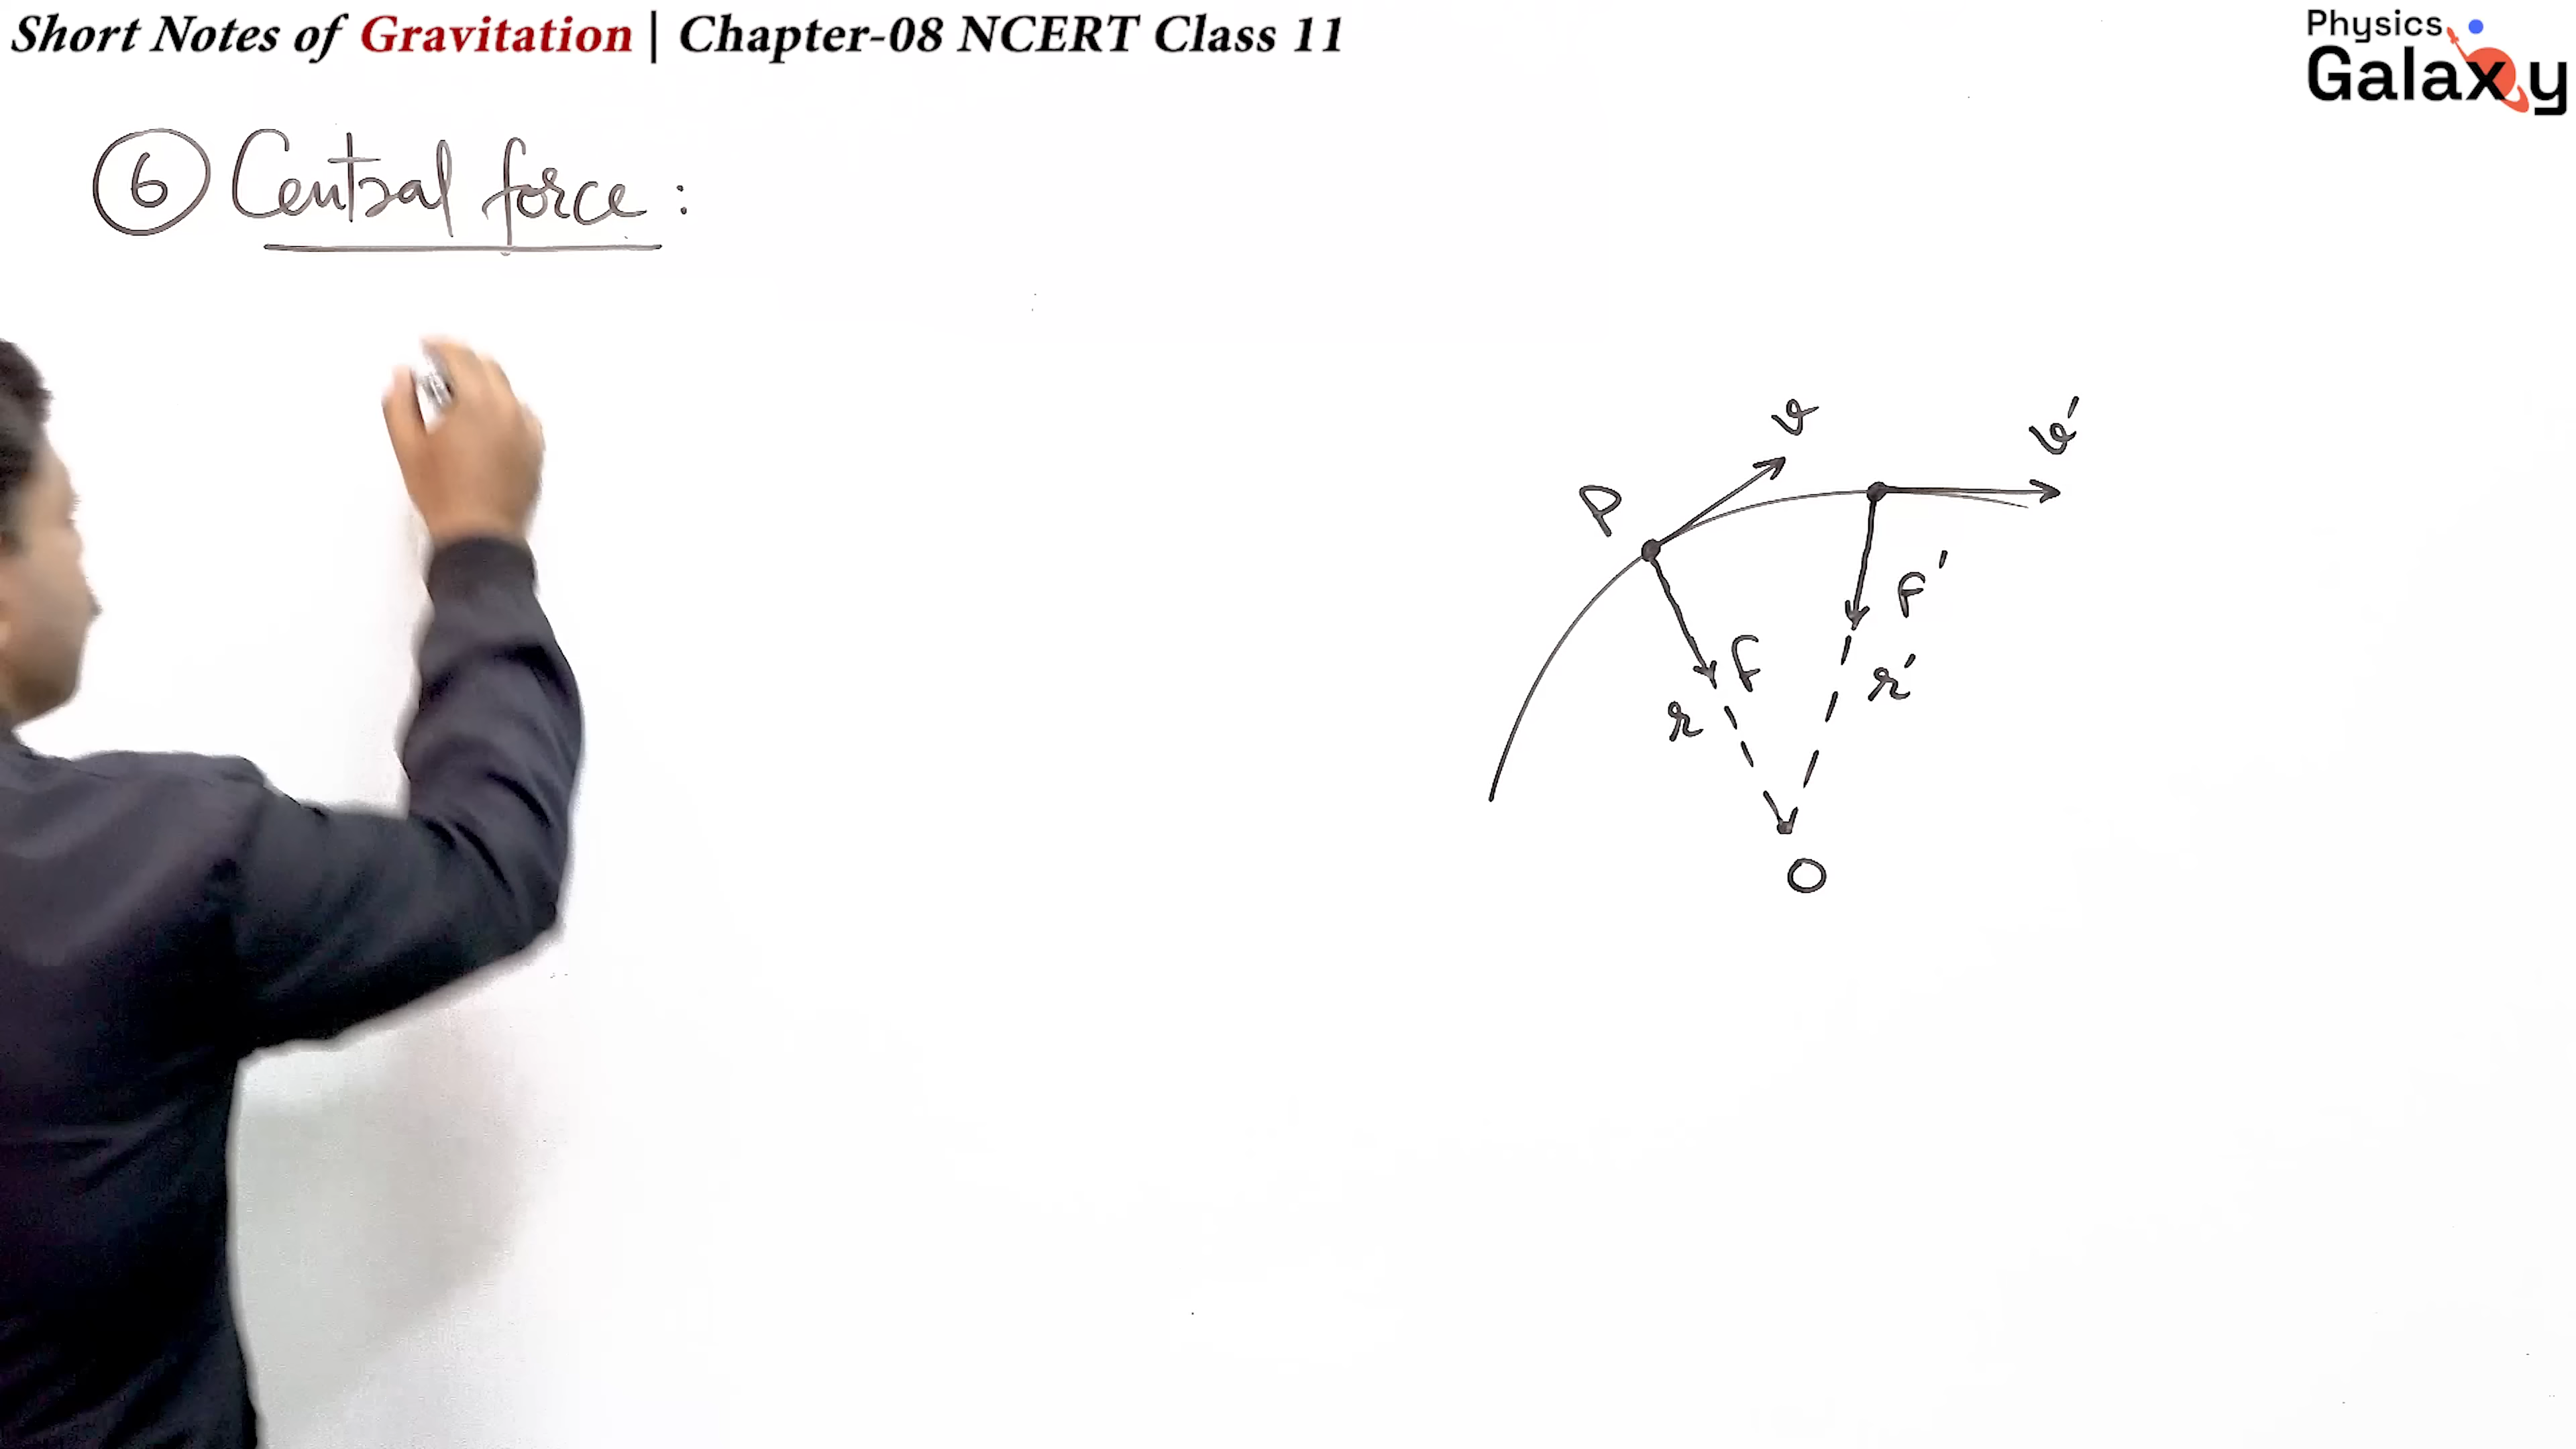 Short Notes of Gravitation | Chapter-08 NCERT Class 11
Physics
Galaxy
⑥ Central force :
v
v'
P
F'
F
r'
r
O